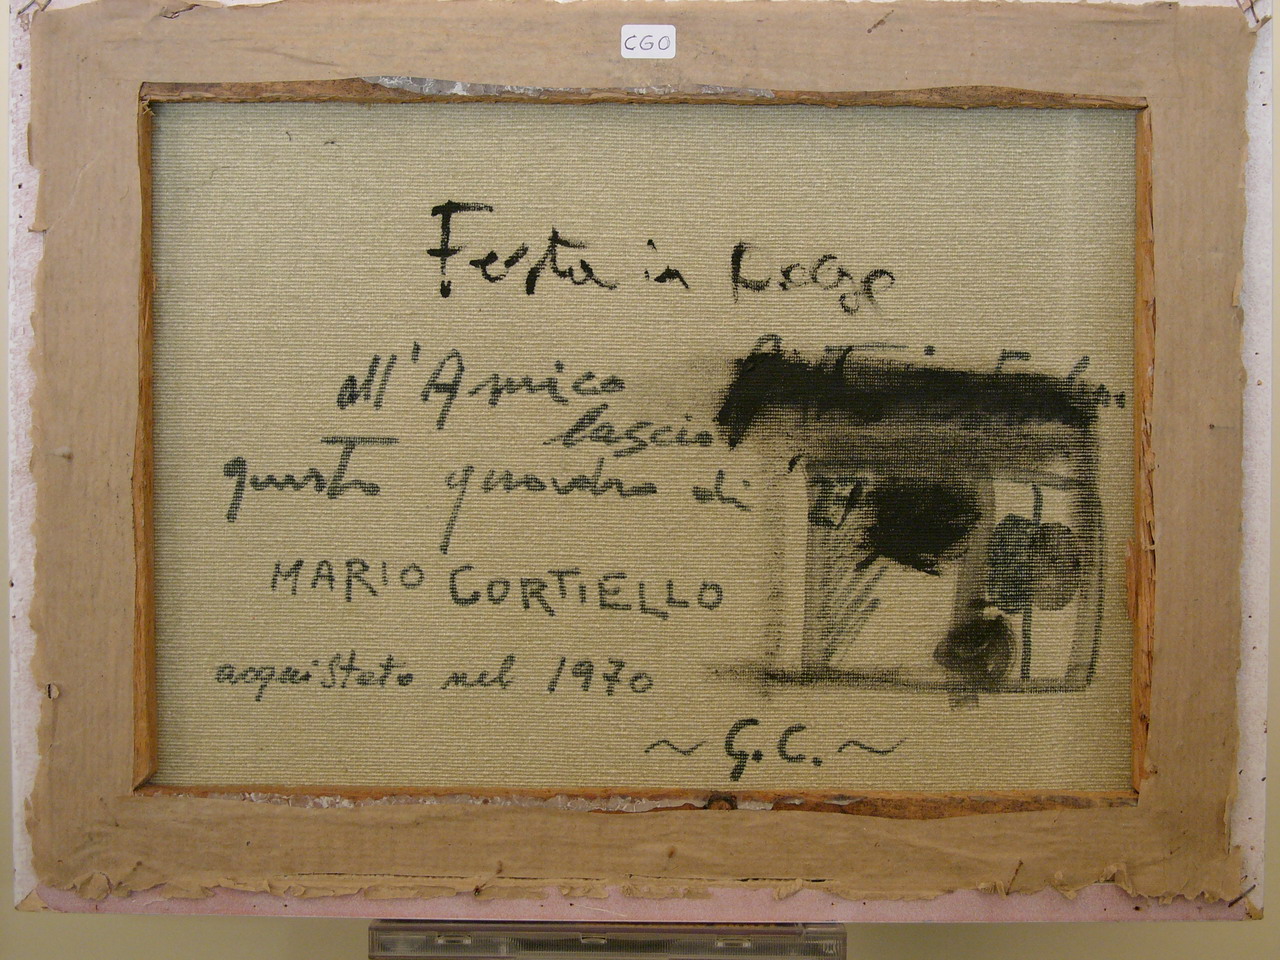 CGO
Festa in
all'Amico
lascio
questo quadro di
MARIO CORTIELLO
acquistato nel 1970
~ G.C. ~